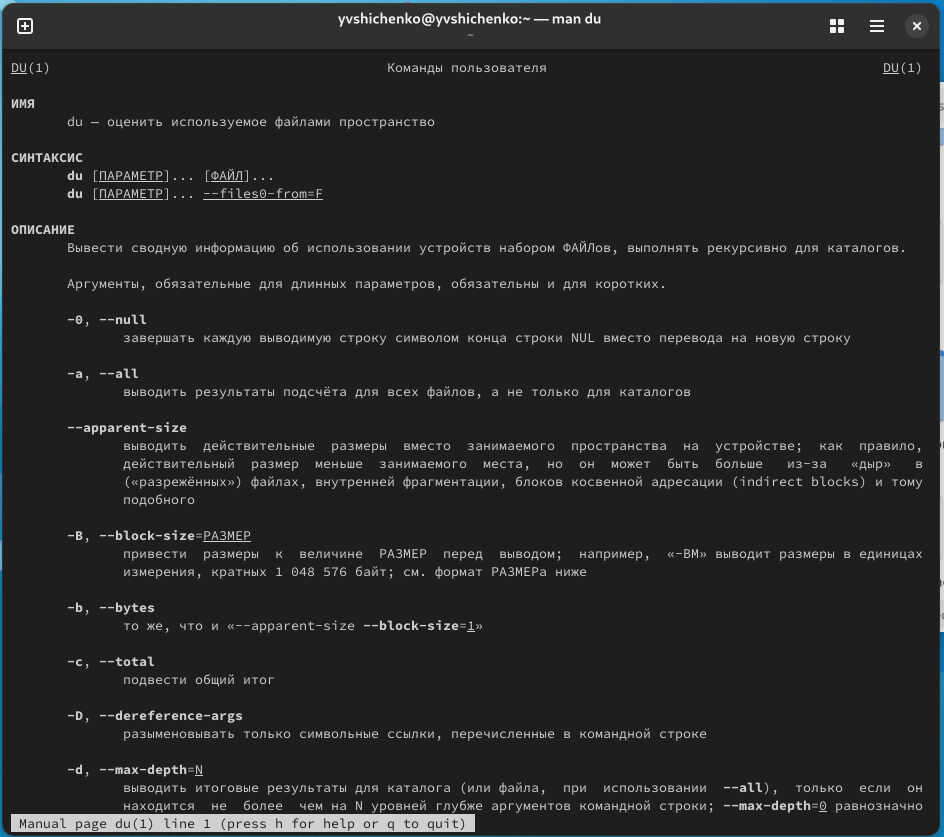 yvshichenko@yvshichenko:~ — man du
~
DU(1) Команды пользователя DU(1)
ИМЯ
du — оценить используемое файлами пространство
СИНТАКСИС
du [ПАРАМЕТР]... [ФАЙЛ]...
du [ПАРАМЕТР]... --files0-from=F
ОПИСАНИЕ
Вывести сводную информацию об использовании устройств набором ФАЙЛов, выполнять рекурсивно для каталогов.
Аргументы, обязательные для длинных параметров, обязательны и для коротких.
-0, --null
завершать каждую выводимую строку символом конца строки NUL вместо перевода на новую строку
-a, --all
выводить результаты подсчёта для всех файлов, а не только для каталогов
--apparent-size
выводить действительные размеры вместо занимаемого пространства на устройстве; как правило,
действительный размер меньше занимаемого места, но он может быть больше из-за «дыр» в
(«разрежённых») файлах, внутренней фрагментации, блоков косвенной адресации (indirect blocks) и тому
подобного
-B, --block-size=РАЗМЕР
привести размеры к величине РАЗМЕР перед выводом; например, «-BM» выводит размеры в единицах
измерения, кратных 1 048 576 байт; см. формат РАЗМЕРа ниже
-b, --bytes
то же, что и «--apparent-size --block-size=1»
-c, --total
подвести общий итог
-D, --dereference-args
разыменовывать только символьные ссылки, перечисленные в командной строке
-d, --max-depth=N
выводить итоговые результаты для каталога (или файла, при использовании --all), только если он
находится не более чем на N уровней глубже аргументов командной строки; --max-depth=0 равнозначно
Manual page du(1) line 1 (press h for help or q to quit)